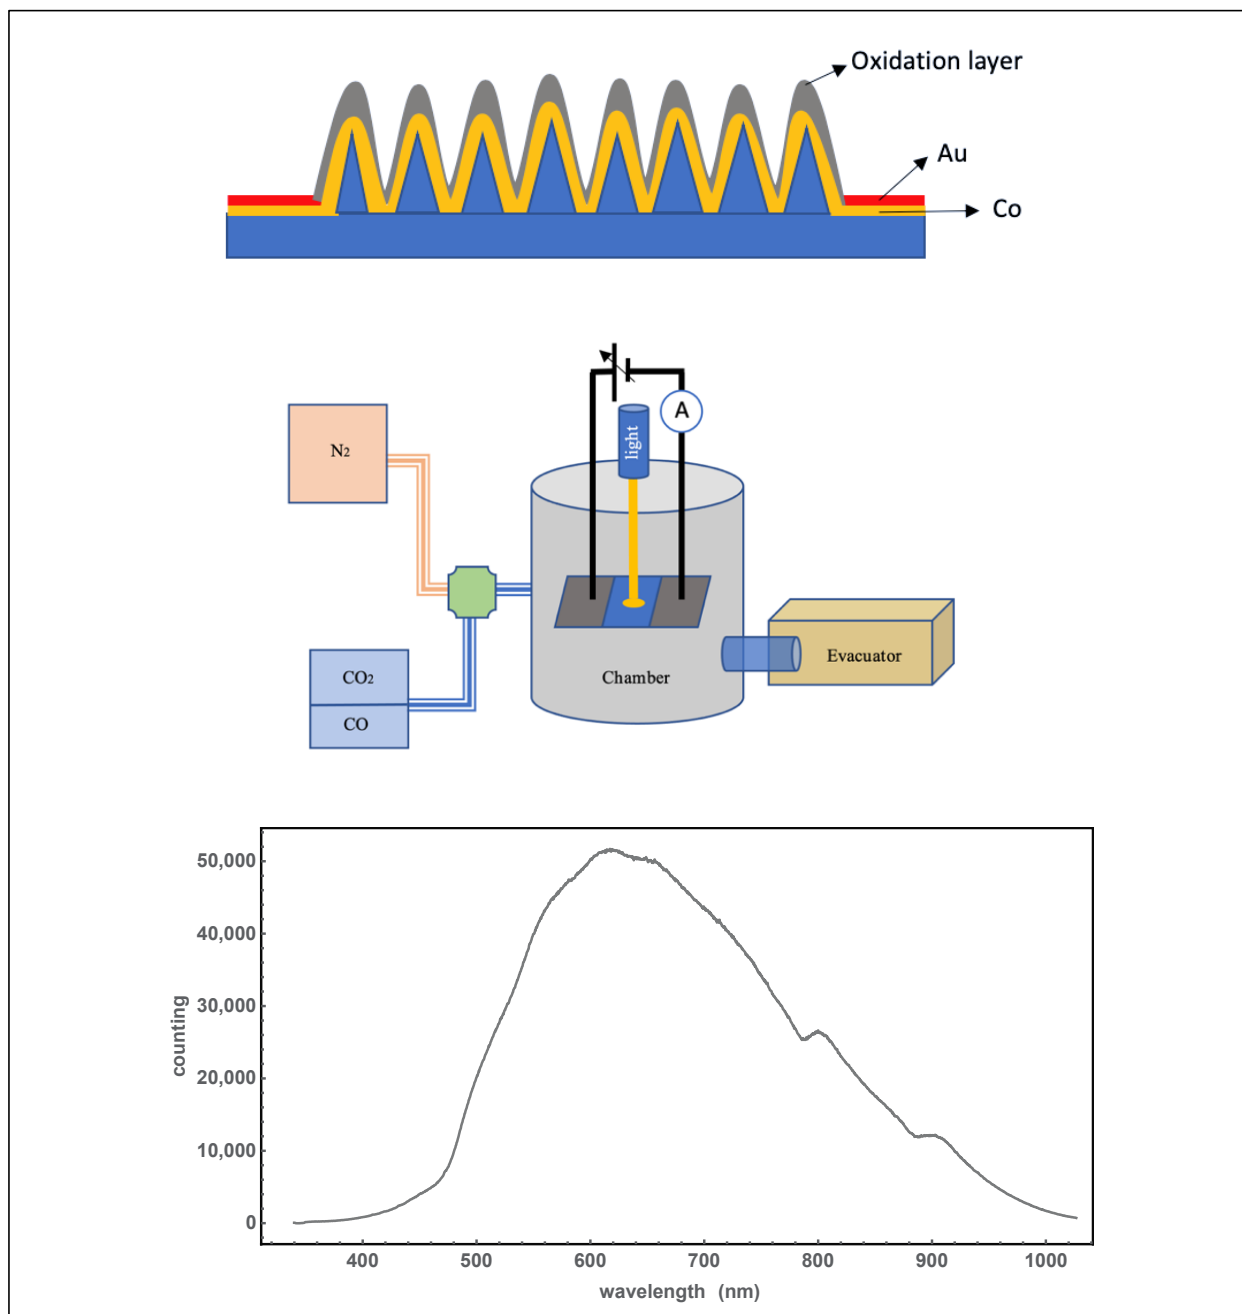 Oxidation layer
Au
Co
A
light
N2
CO2
CO
Chamber
Evacuator
50,000
40,000
30,000
20,000
10,000
0
counting
400 500 600 700 800 900 1000
wavelength (nm)